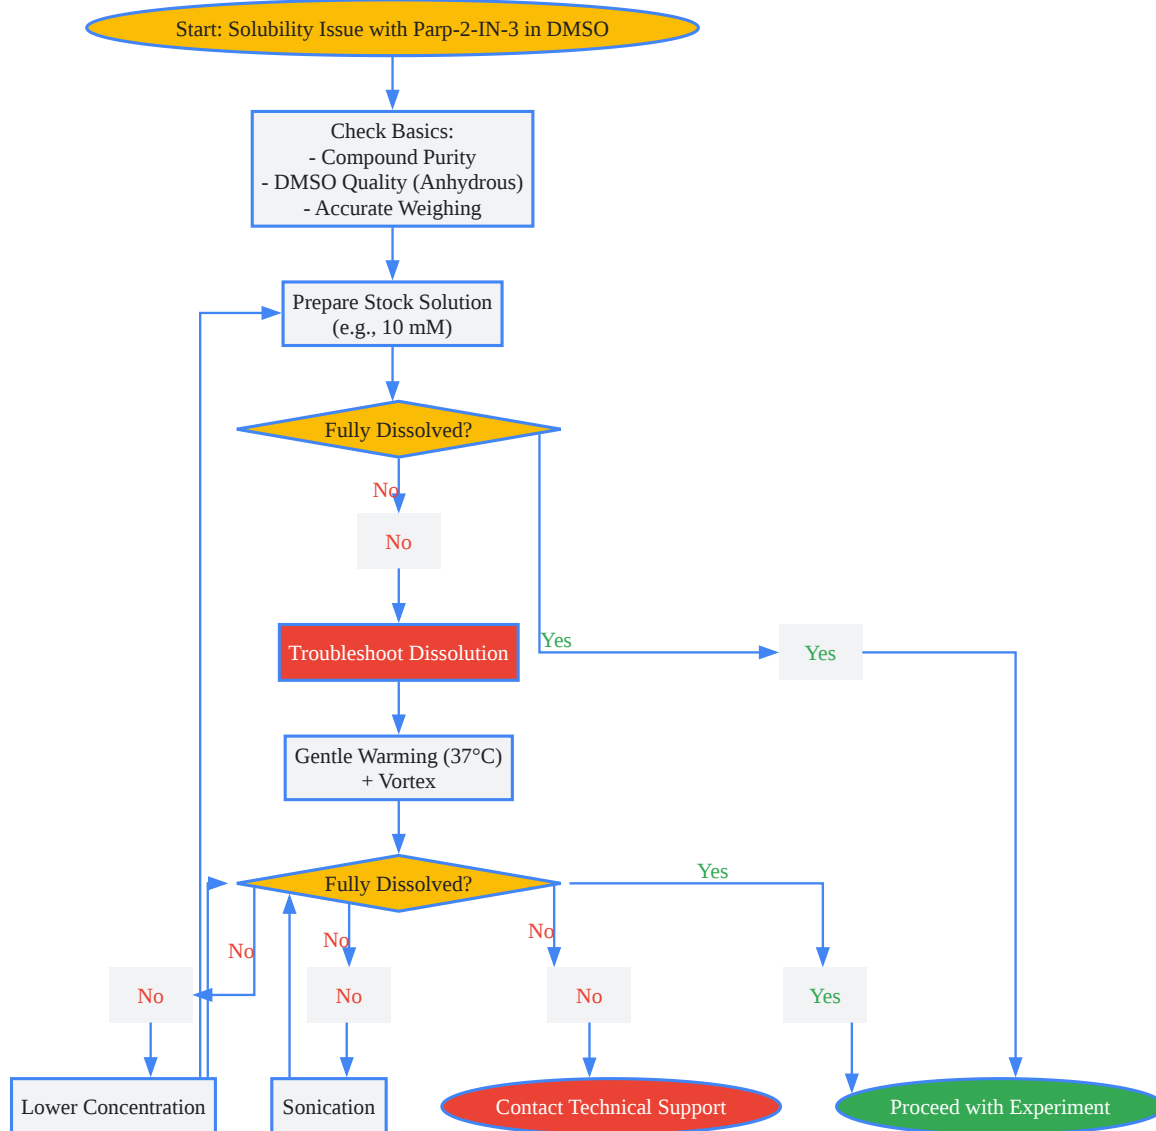 Start: Solubility Issue with Parp-2-IN-3 in DMSO
Check Basics:
- Compound Purity
- DMSO Quality (Anhydrous)
- Accurate Weighing
Prepare Stock Solution
(e.g., 10 mM)
Fully Dissolved?
No
No
Yes
Troubleshoot Dissolution
Yes
Gentle Warming (37°C)
+ Vortex
Fully Dissolved?
Yes
No
No
No
No
No
No
Yes
Lower Concentration
Sonication
Contact Technical Support
Proceed with Experiment